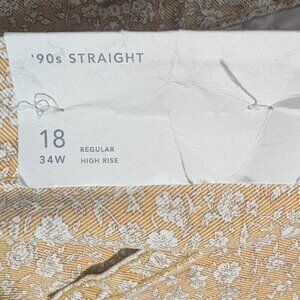 '90s STRAIGHT
18 REGULAR
34W HIGH RISE